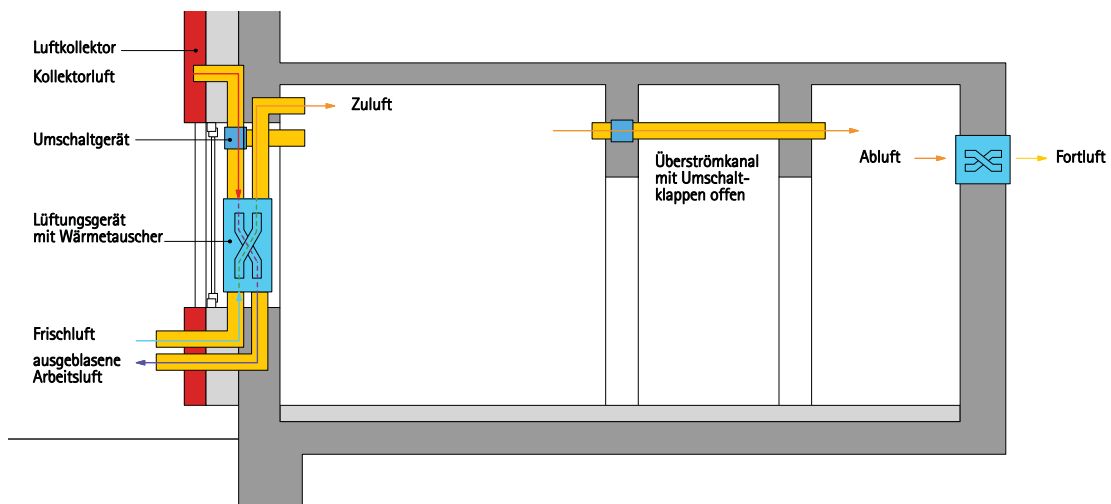 Luftkollektor
Kollektorluft
Zuluft
Umschaltgerät
Überströmkanal
mit Umschalt-
klappen offen
Abluft
Fortluft
Lüftungsgerät
mit Wärmetauscher
Frischluft
ausgeblasene
Arbeitsluft